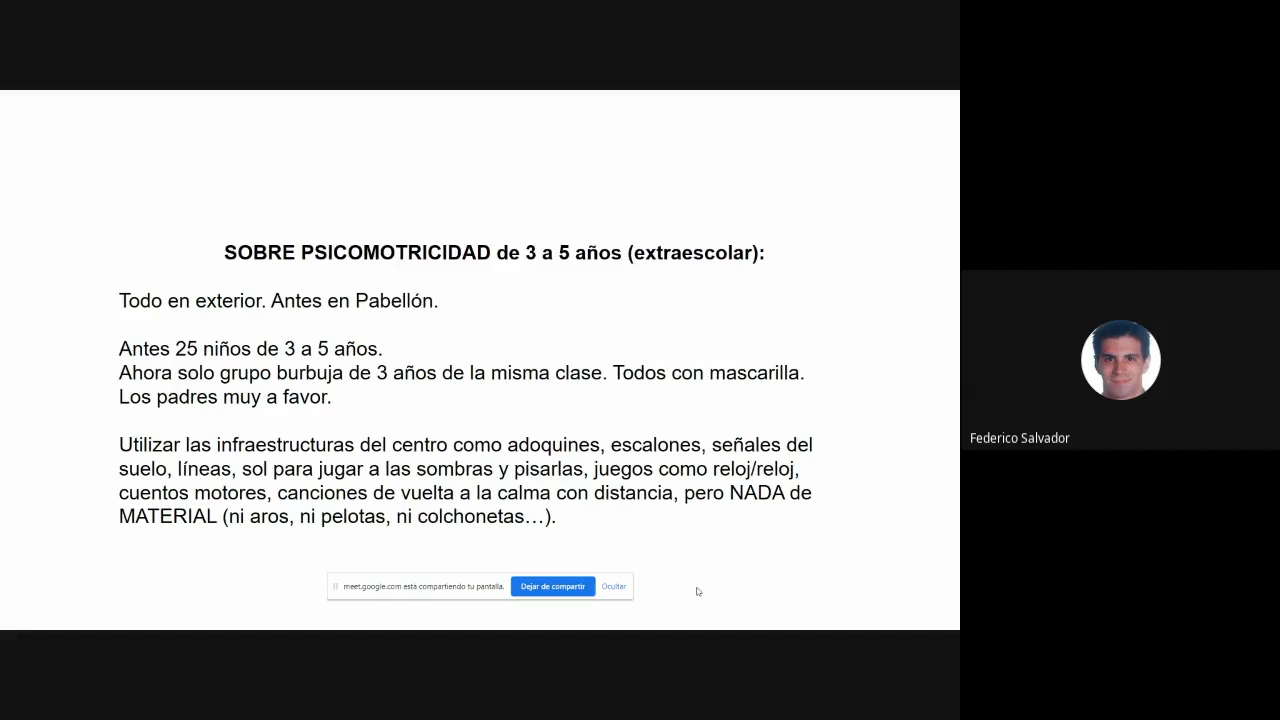 SOBRE PSICOMOTRICIDAD de 3 a 5 años (extraescolar):
Todo en exterior. Antes en Pabellón.
Antes 25 niños de 3 a 5 años.
Ahora solo grupo burbuja de 3 años de la misma clase. Todos con mascarilla.
Los padres muy a favor.
Utilizar las infraestructuras del centro como adoquines, escalones, señales del
suelo, líneas, sol para jugar a las sombras y pisarlas, juegos como reloj/reloj,
cuentos motores, canciones de vuelta a la calma con distancia, pero NADA de
MATERIAL (ni aros, ni pelotas, ni colchonetas…).
meet.google.com está compartiendo tu pantalla. Dejar de compartir Ocultar
Federico Salvador